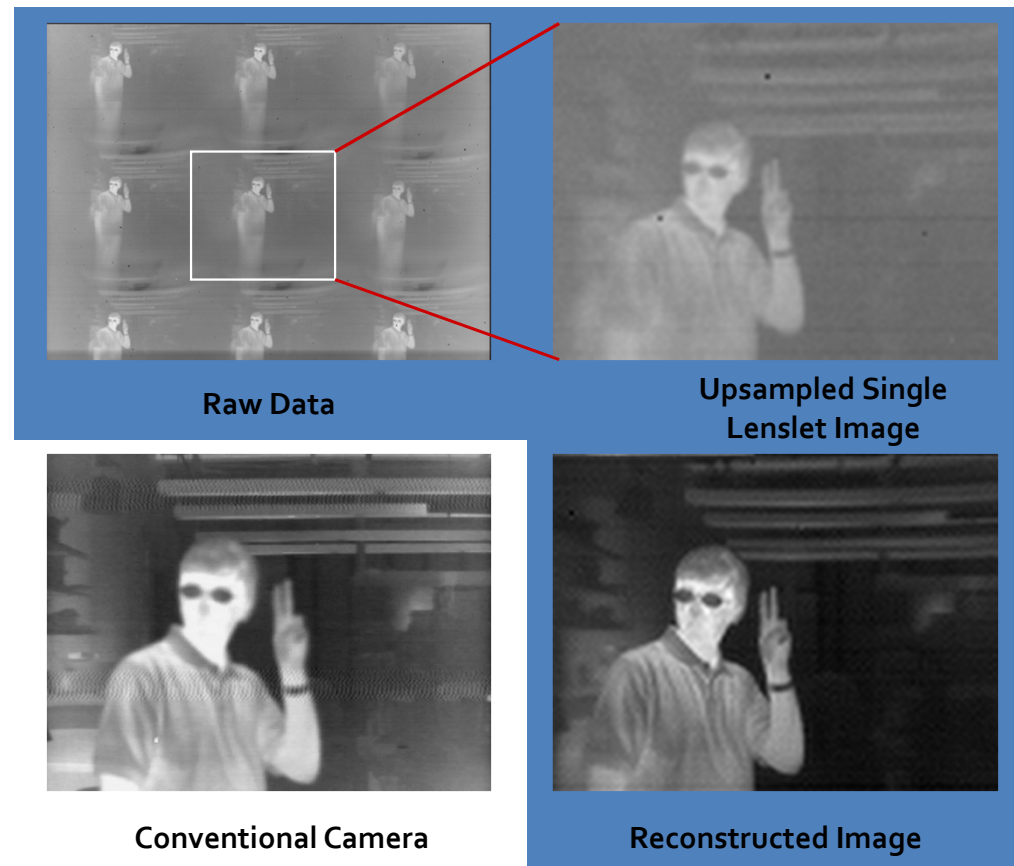 Raw Data
Upsampled Single
Lenslet Image
Conventional Camera
Reconstructed Image